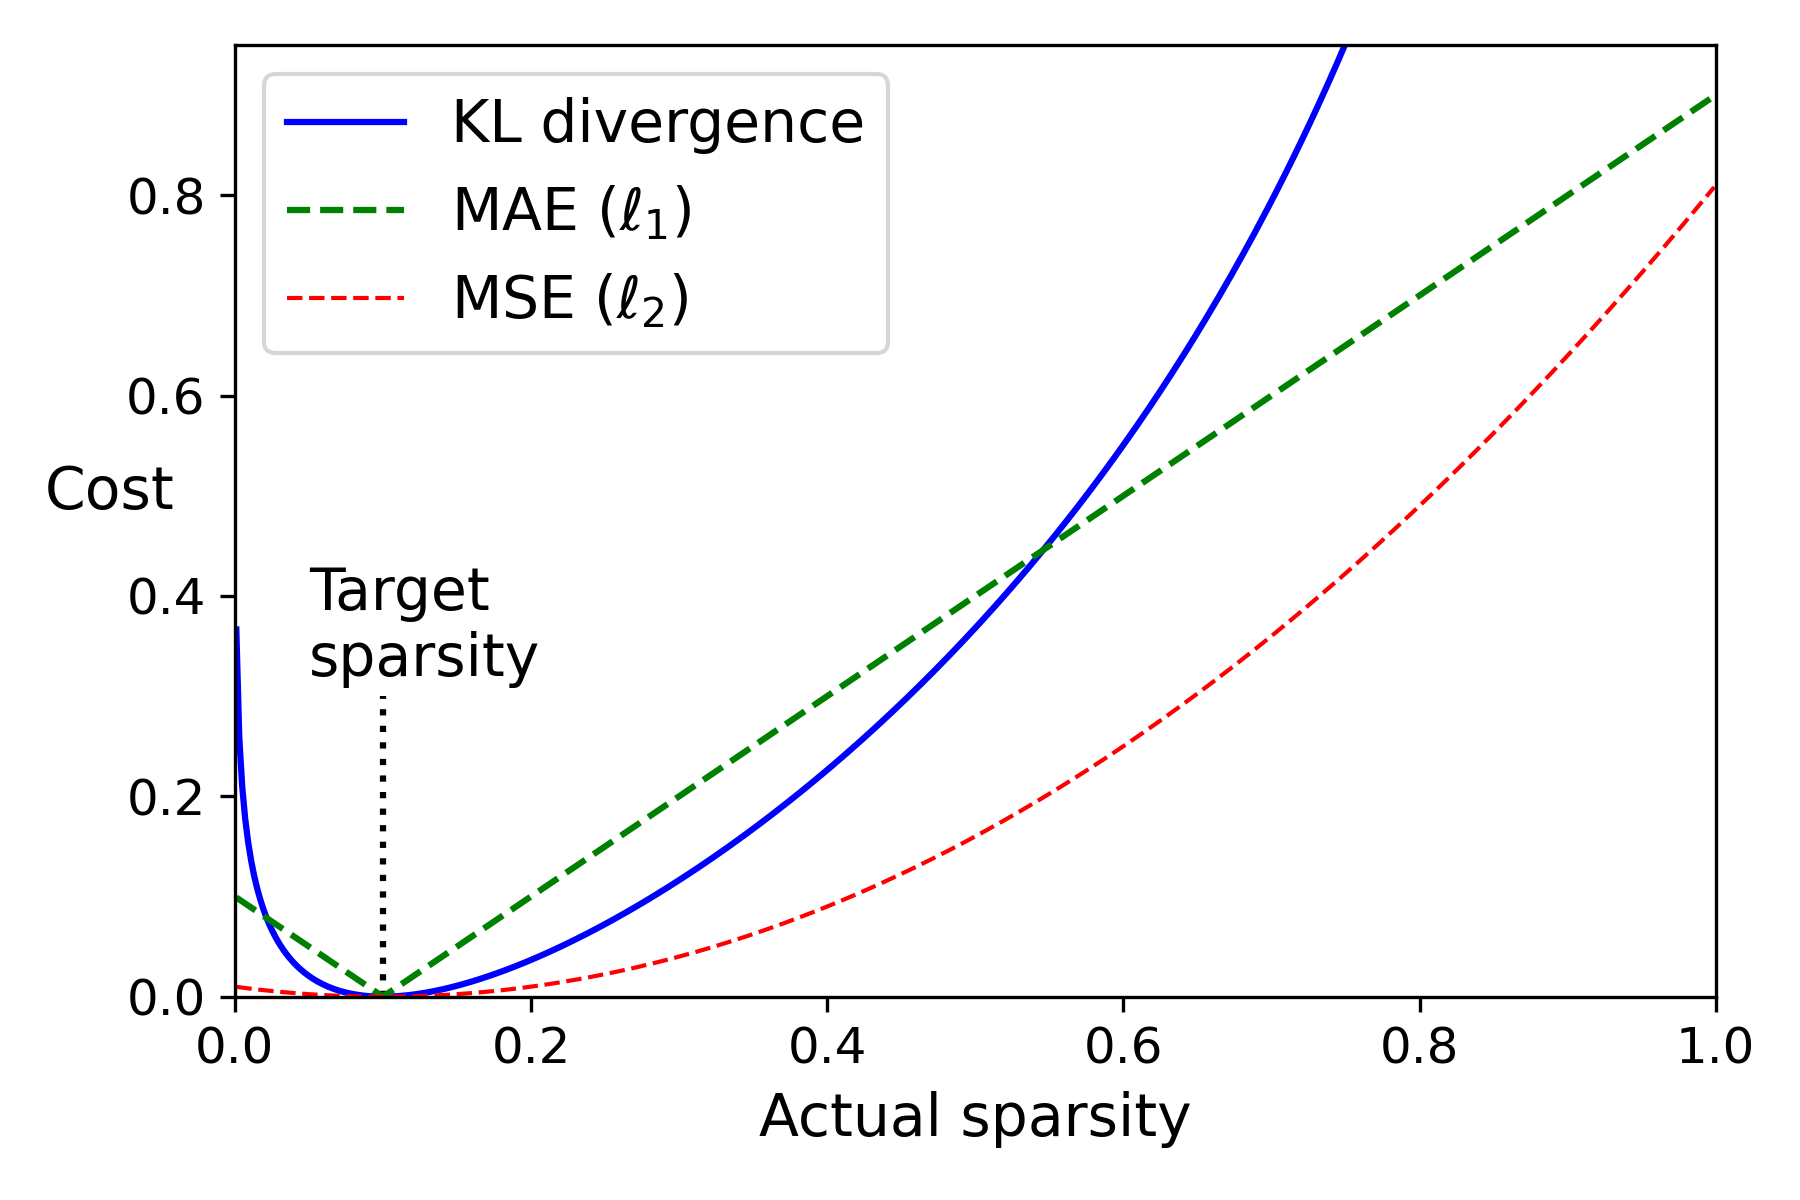 KL divergence
MAE (ℓ₁)
MSE (ℓ₂)
0.8
0.6
Cost
0.4
Target
sparsity
0.2
0.0
0.0 0.2 0.4 0.6 0.8 1.0
Actual sparsity